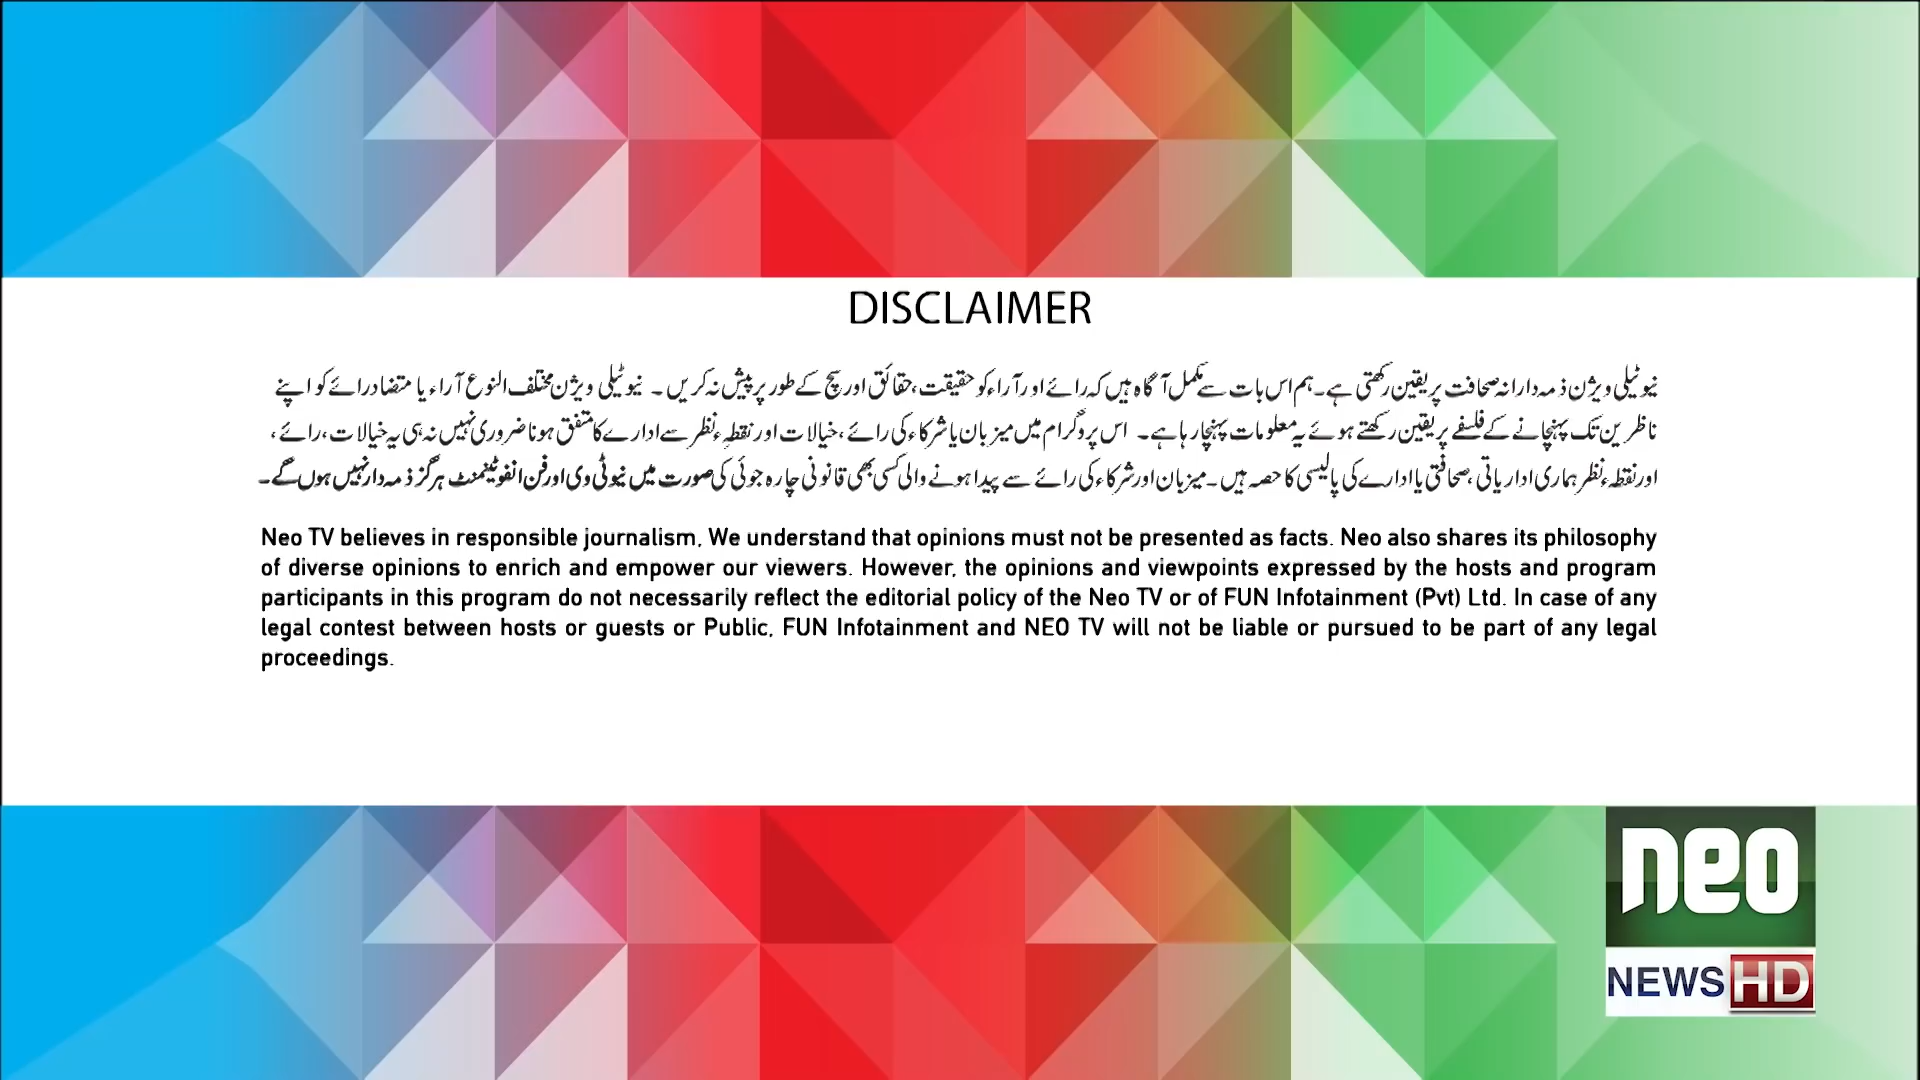 DISCLAIMER
نیو ٹیلی ویژن ذمہ دارانہ صحافت پر یقین رکھتی ہے۔ ہم اس بات سے مکمل آگاہ ہیں کہ رائے اور آراء کو حقیقت، حقائق اور سچ کے طور پر پیش نہ کریں ۔ نیو ٹیلی ویژن مختلف النوع آراء یا متضاد رائے کو اپنے
ناظرین تک پہنچانے کے فلسفے پر یقین رکھتے ہوئے یہ معلومات پہنچا رہا ہے۔ اس پروگرام میں میزبان یا شرکاء کی رائے ، خیالات اور نقطہء نظر سے ادارے کا متفق ہونا ضروری نہیں نہ ہی یہ خیالات ، رائے ،
اور نقطہء نظر ہماری ادارياتی ، صحافتی یا ادارے کی پالیسی کا حصہ ہیں۔ میزبان اور شرکاء کی رائے سے پیدا ہونے والی کسی بھی قانونی چارہ جوئی کی صورت میں نیو ٹی وی اور فن انفوٹینمنٹ ہرگز ذمہ دار نہیں ہوں گے۔
Neo TV believes in responsible journalism, We understand that opinions must not be presented as facts. Neo also shares its philosophy
of diverse opinions to enrich and empower our viewers. However, the opinions and viewpoints expressed by the hosts and program
participants in this program do not necessarily reflect the editorial policy of the Neo TV or of FUN Infotainment (Pvt) Ltd. In case of any
legal contest between hosts or guests or Public, FUN Infotainment and NEO TV will not be liable or pursued to be part of any legal
proceedings.
neo
NEWS HD